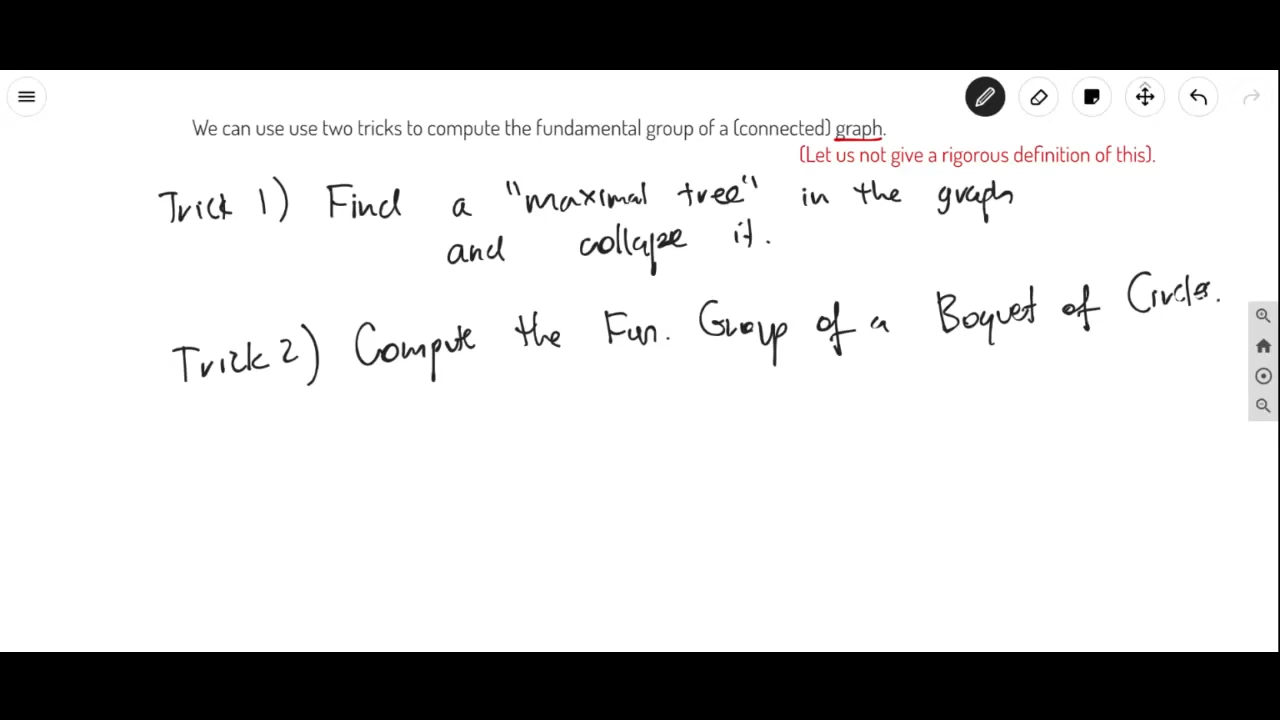 We can use use two tricks to compute the fundamental group of a (connected) graph.
(Let us not give a rigorous definition of this).
Trick 1) Find a "maximal tree" in the graph
and collapse it.
Trick 2) Compute the Fun. Group of a Boquet of Circles.